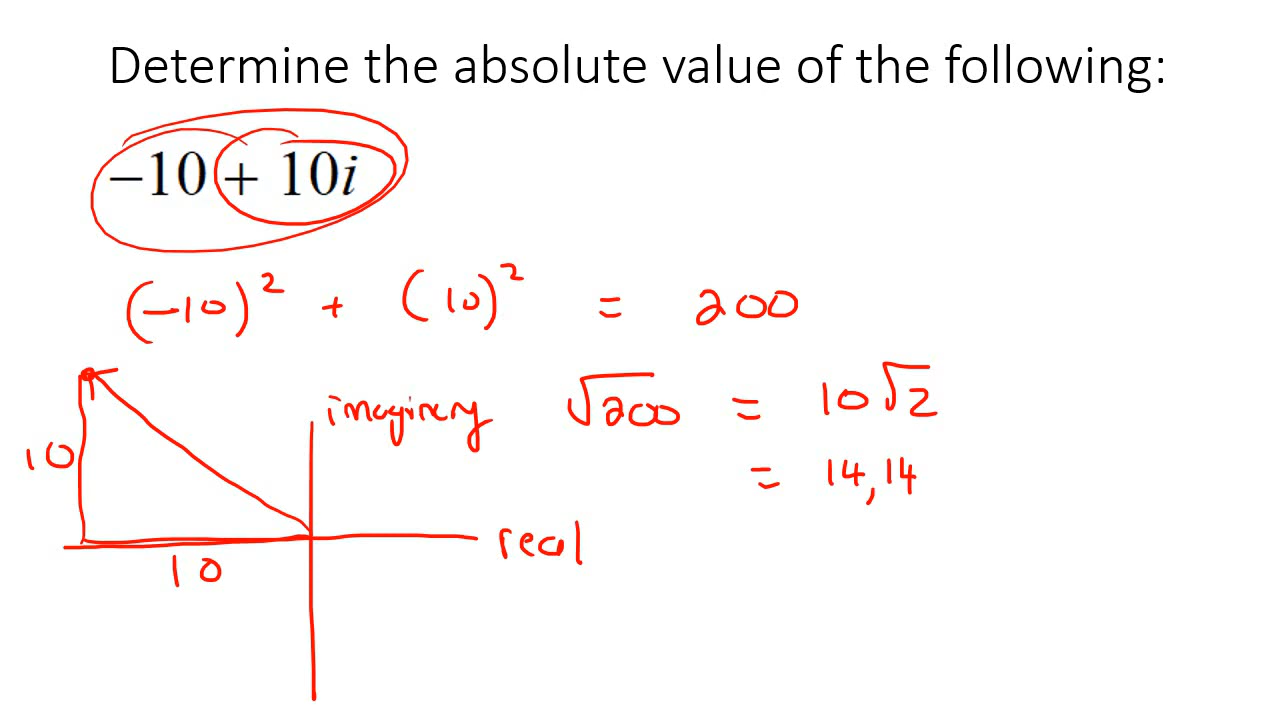 Determine the absolute value of the following:
−10 + 10i
(−10)² + (10)² = 200
imaginary √200 = 10√2
= 14,14
10
real
10